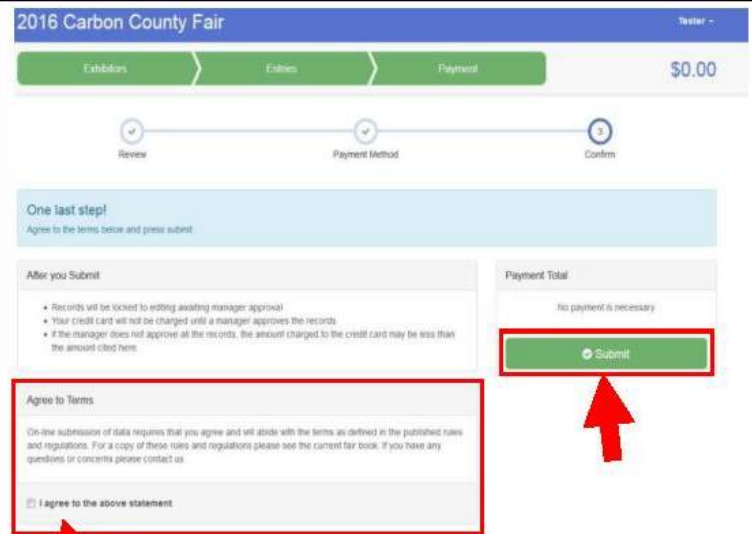 2016 Carbon County Fair
Tester
Exhibitors
Entries
Payment
$0.00
Review
Payment Method
3
Confirm
One last step!
Agree to the terms below and press submit.
After you Submit
Records will be locked to editing awaiting manager approval
Your credit card will not be charged until a manager approves the records
If the manager does not approve all the records, the amount charged to the credit card may be less than
the amount cited here.
Payment Total
No payment is necessary
Submit
Agree to Terms
On-line submission of data requires that you agree and will abide with the terms as defined in the published rules
and regulations. For a copy of these rules and regulations please see the current fair book. If you have any
questions or concerns please contact us.
I agree to the above statement